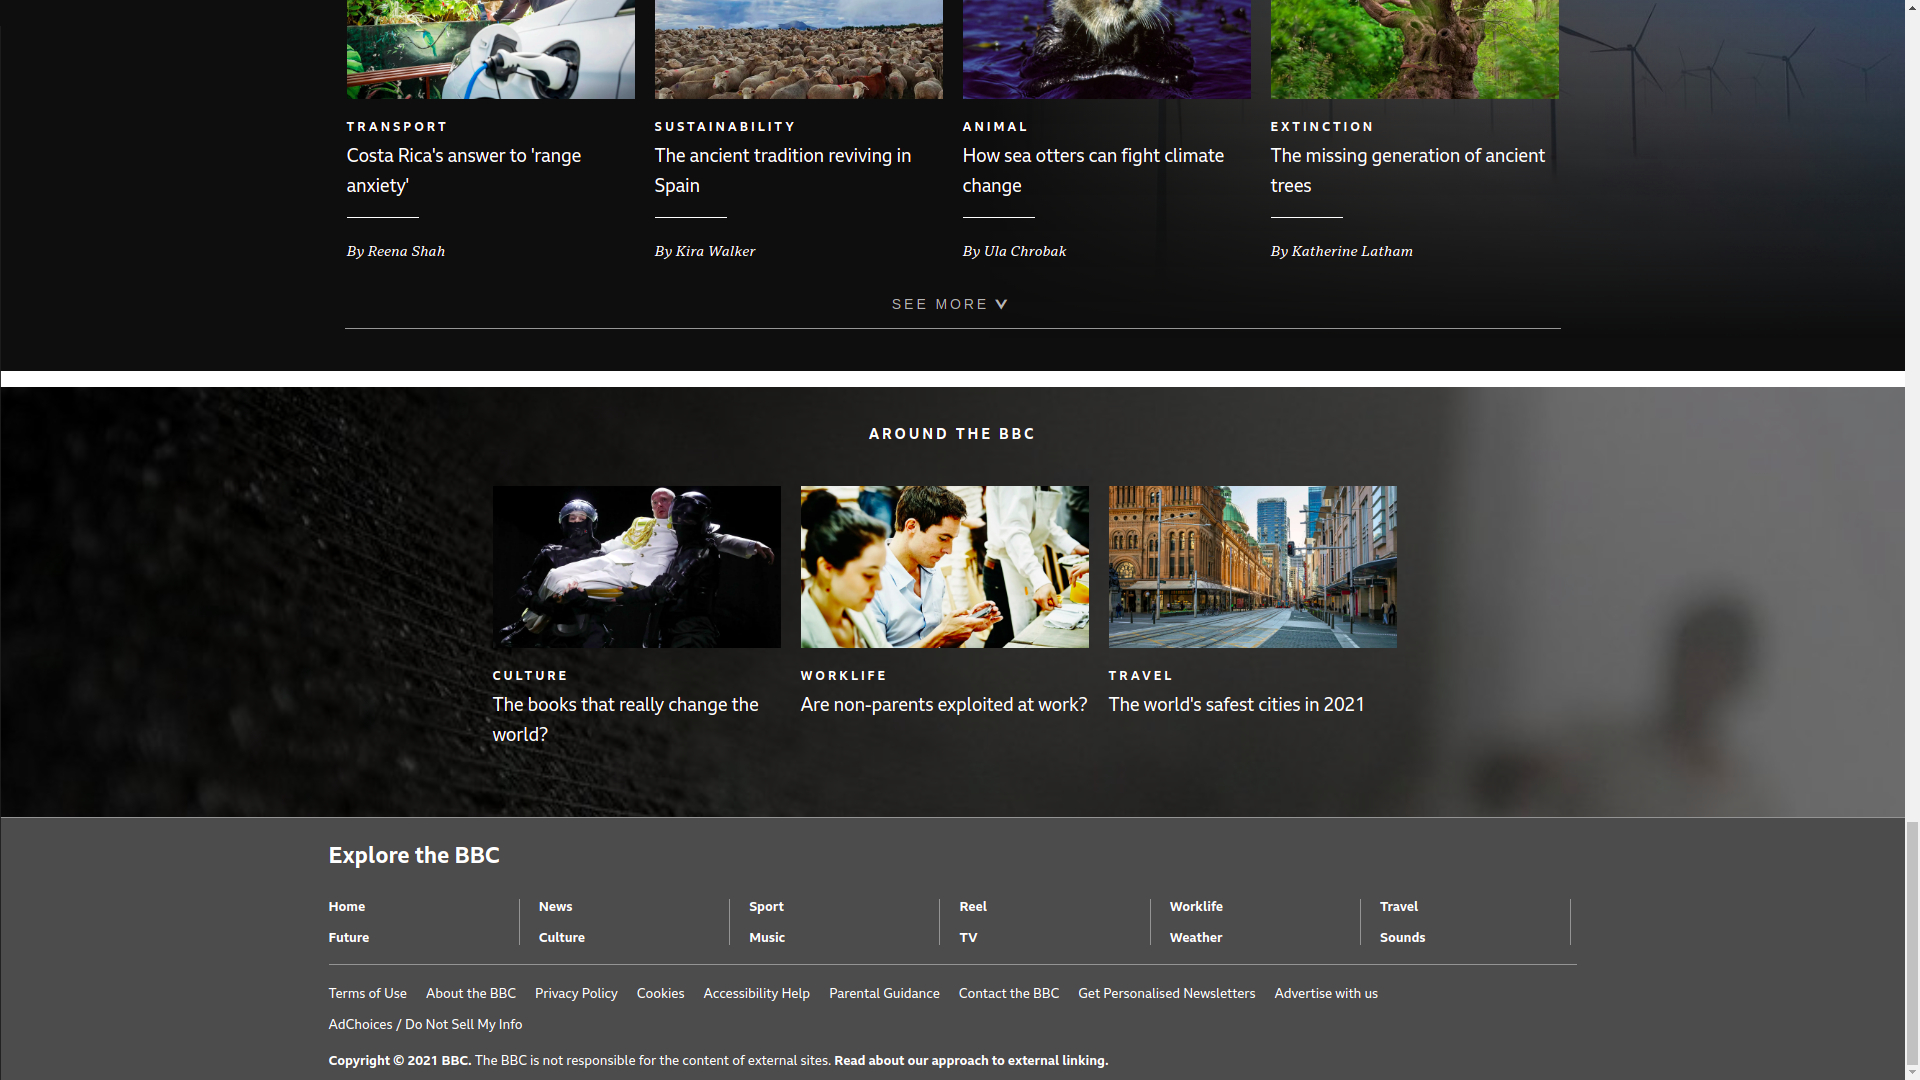 TRANSPORT
Costa Rica's answer to 'range
anxiety'
By Reena Shah
SUSTAINABILITY
The ancient tradition reviving in
Spain
By Kira Walker
ANIMAL
How sea otters can fight climate
change
By Ula Chrobak
EXTINCTION
The missing generation of ancient
trees
By Katherine Latham
SEE MORE
AROUND THE BBC
CULTURE
The books that really change the
world?
WORKLIFE
Are non-parents exploited at work?
TRAVEL
The world's safest cities in 2021
Explore the BBC
Home
News
Sport
Reel
Worklife
Travel
Future
Culture
Music
TV
Weather
Sounds
Terms of Use About the BBC Privacy Policy Cookies Accessibility Help Parental Guidance Contact the BBC Get Personalised Newsletters Advertise with us
AdChoices / Do Not Sell My Info
Copyright © 2021 BBC. The BBC is not responsible for the content of external sites. Read about our approach to external linking.